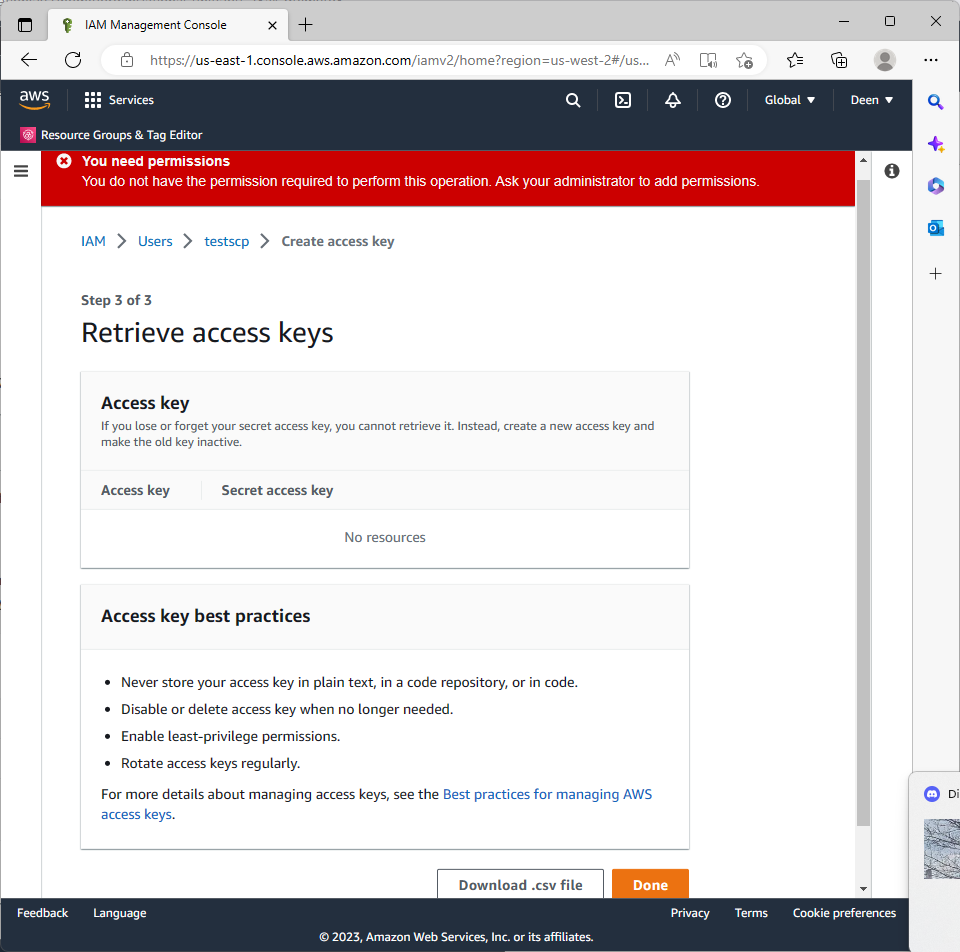 IAM Management Console
https://us-east-1.console.aws.amazon.com/iamv2/home?region=us-west-2#/us...
aws
Services
Global
Deen
Resource Groups & Tag Editor
You need permissions
You do not have the permission required to perform this operation. Ask your administrator to add permissions.
IAM
Users
testscp
Create access key
Step 3 of 3
Retrieve access keys
Access key
If you lose or forget your secret access key, you cannot retrieve it. Instead, create a new access key and
make the old key inactive.
Access key
Secret access key
No resources
Access key best practices
• Never store your access key in plain text, in a code repository, or in code.
• Disable or delete access key when no longer needed.
• Enable least-privilege permissions.
• Rotate access keys regularly.
For more details about managing access keys, see the Best practices for managing AWS
access keys.
Di
Download .csv file
Done
Feedback
Language
Privacy
Terms
Cookie preferences
© 2023, Amazon Web Services, Inc. or its affiliates.